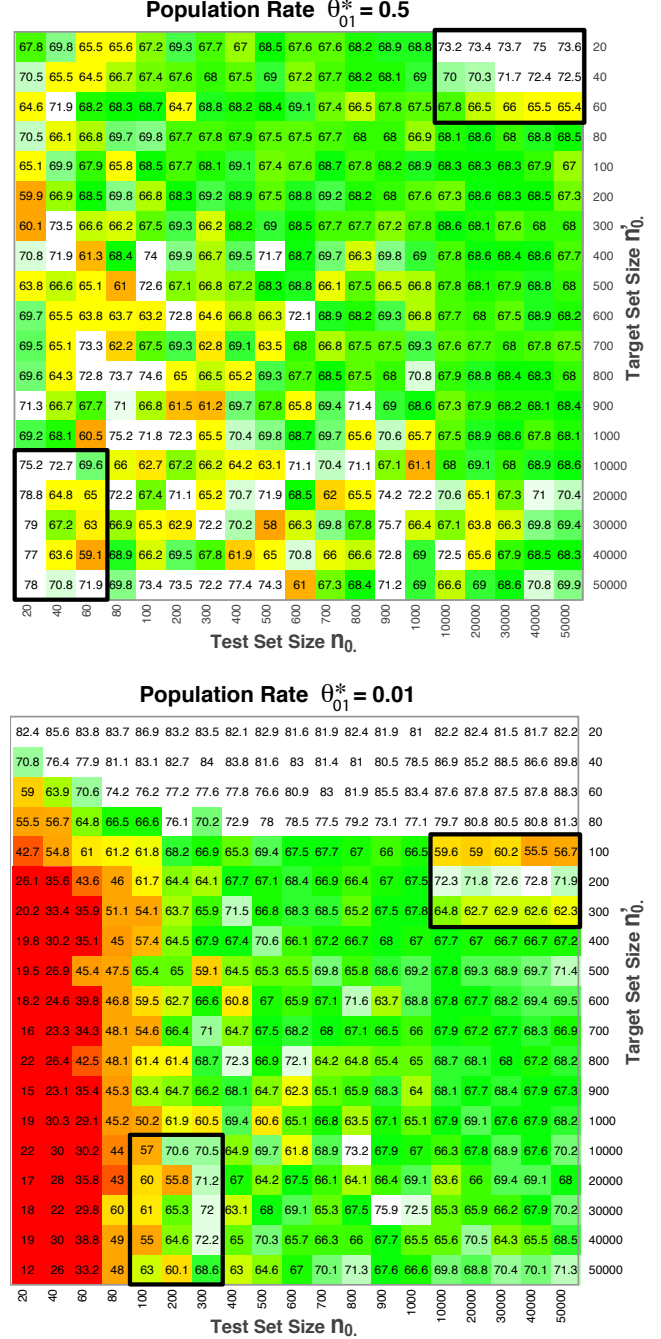 Population Rate θ*01 = 0.5
67.8 69.8 65.5 65.6 67.2 69.3 67.7 67 68.5 67.6 67.6 68.2 68.9 68.8 73.2 73.4 73.7 75 73.6 20
70.5 65.5 64.5 66.7 67.4 67.6 68 67.5 69 67.2 67.7 68.2 68.1 69 70 70.3 71.7 72.4 72.5 40
64.6 71.9 68.2 68.3 68.7 64.7 68.8 68.2 68.4 69.1 67.4 66.5 67.8 67.5 67.8 66.5 66 65.5 65.4 60
70.5 66.1 66.8 69.7 69.8 67.7 67.8 67.9 67.5 67.5 67.7 68 68 66.9 68.1 68.6 68 68.8 68.5 80
65.1 69.9 67.9 65.8 68.5 67.7 68.1 69.1 67.4 67.6 68.7 67.8 68.2 68.9 68.3 68.3 68.3 67.9 67 100
59.9 66.9 68.5 69.8 66.8 68.3 69.2 68.9 67.5 68.8 69.2 68.2 68 67.6 67.3 68.6 68.3 68.5 67.3 200
60.1 73.5 66.6 66.2 67.5 69.3 66.2 68.2 69 68.5 67.7 67.7 67.2 67.8 68.6 68.1 67.6 68 68 300
70.8 71.9 61.3 68.4 74 69.9 66.7 69.5 71.7 68.7 69.7 66.3 68.9 67.9 67.8 68.6 68.4 68.6 67.7 400
63.8 66.6 65.1 61 72.6 67.1 66.8 67.2 68.3 68.8 66.1 67.5 66.5 66.8 67.8 68.1 67.9 68.8 68 500
69.7 65.5 63.8 63.7 63.2 72.8 64.6 66.8 66.3 72.1 68.9 68.2 69.3 68.9 67.7 68 67.5 68.9 68.2 600
69.5 65.1 73.3 62.2 67.5 69.3 62.8 69.1 63.5 68 66.8 67.5 67.5 69.3 67.6 67.7 68 67.8 67.5 700
69.6 64.3 72.8 73.7 74.6 65 66.5 65.2 69.3 67.7 68.5 67.5 68 70.8 67.9 68.8 68.4 68.3 68 800
71.3 66.7 67.7 71 66.8 61.5 61.2 69.7 67.8 65.8 69.4 71.4 69 68.6 67.3 67.9 68.2 68.1 68.4 900
69.2 68.1 60.5 75.2 71.8 72.3 65.5 70.4 69.8 68.7 69.7 65.6 70.6 65.7 67.5 68.9 68.6 67.8 68.1 1000
75.2 72.7 69.6 66 62.7 67.2 66.2 64.2 63.1 71.1 70.4 71.1 67.1 61.1 68 69.1 68 68.9 68.6 10000
78.8 64.8 65 72.2 67.4 71.1 65.2 70.7 71.9 68.5 62 65.5 74.2 72.2 70.6 65.1 67.3 71 70.4 20000
79 67.2 63 66.9 65.3 62.9 72.2 70.2 58 66.3 69.8 67.8 75.7 66.4 67.1 63.8 66.3 69.8 69.4 30000
77 63.6 59.1 68.9 66.2 69.5 67.8 61.9 65 70.8 66 66.6 72.8 69 72.5 65.6 67.9 68.5 68.3 40000
78 70.8 71.9 69.8 73.4 73.5 72.2 77.4 74.3 61 67.3 68.4 71.2 69 66.6 69 68.6 70.8 69.9 50000
20 40 60 80 100 200 300 400 500 600 700 800 900 1000 10000 20000 30000 40000 50000
Test Set Size n0.
Target Set Size n'0.
Population Rate θ*01 = 0.01
82.4 85.6 83.8 83.7 86.9 83.2 83.5 82.1 82.9 81.6 82.9 82.4 81.9 81 82.2 82.4 81.5 81.7 82.2 20
70.8 76.4 77.9 81.1 83.1 82.7 84 83.8 81.6 83 81.4 81 80.5 78.5 86.9 85.2 88.5 86.6 89.8 40
59 63.9 70.6 74.2 76.2 77.2 77.6 77.8 76.6 80.9 83 81.9 85.5 83.4 87.6 87.5 87.8 87.7 88.3 60
55.5 56.7 64.8 66.5 66.6 76.1 70.2 72.9 78 78.5 77.5 79.2 73.1 77.1 79.7 80.8 80.5 80.8 81.3 80
42.7 54.8 61 61.2 61.8 68.2 66.9 65.3 69.4 67.5 67.7 67 66 66.5 59.6 59 60.2 55.5 56.7 100
26.1 35.6 43.6 46 61.7 64.4 64.1 67.7 67.1 68.4 66.9 66.4 67 68.9 72.3 71.8 72.6 72.8 71.9 200
20.2 33.4 35.9 51.1 54.1 63.7 65.9 71.5 66.8 68.3 68.5 65.2 67.5 67.8 64.8 62.7 62.9 62.6 62.3 300
19.8 30.2 35.1 45 57.4 64.5 67.9 67.4 70.6 66.1 67.2 66.7 68 67 67.7 67 66.7 66.7 67.2 400
19.5 26.9 45.4 47.5 65.4 65 59.1 64.5 65.3 65.5 69.8 65.8 68.6 69.2 67.8 69.3 68.9 69.7 71.4 500
18.2 24.6 39.8 46.8 59.5 62.7 66.6 60.8 67 65.9 67.1 71.6 63.7 68.8 67.8 67.7 68.2 69.4 69.5 600
16 23.3 34.3 48.1 54.6 66.4 71 64.7 67.5 68.2 68 67.1 66.5 66 67.9 67.2 67.7 68.3 66.9 700
22 26.4 42.5 48.1 61.4 61.4 68.7 72.3 66.9 72.1 64.2 64.8 65.4 65 68.7 68.1 68 67.2 68.2 800
15 23.1 35.4 45.3 63.4 64.7 66.2 68.1 64.7 62.3 65.1 65.9 68.3 64 68.1 67.7 68.4 67.9 67.3 900
19 30.3 29.1 45.2 50.2 61.9 60.5 69.4 60.6 65.1 66.8 63.5 67.1 65.1 67.9 69.1 67.6 67.9 68.2 1000
22 30 30.2 44 57 70.6 70.5 64.9 69.7 61.8 68.9 73.2 67.9 67 66.3 67.8 68.9 67.6 70.2 10000
17 28 35.8 43 60 55.8 71.2 67 64.2 67.5 66.1 64.1 66.4 69.1 63.6 66 69.4 69.1 68 20000
18 22 29.8 60 61 65.3 72 63.1 68 69.1 65.3 67.5 75.9 72.5 65.3 65.9 66.2 67.9 70.2 30000
19 30 38.8 49 55 64.6 72.2 65 70.3 65.7 66.3 66 67.7 65.5 65.6 70.5 64.3 65.5 68.5 40000
12 26 33.2 48 63 60.1 68.6 63 64.6 67 70.1 71.3 67.6 66.6 69.8 68.8 70.4 70.1 71.3 50000
20 40 60 80 100 200 300 400 500 600 700 800 900 1000 10000 20000 30000 40000 50000
Test Set Size n0.
Target Set Size n'0.